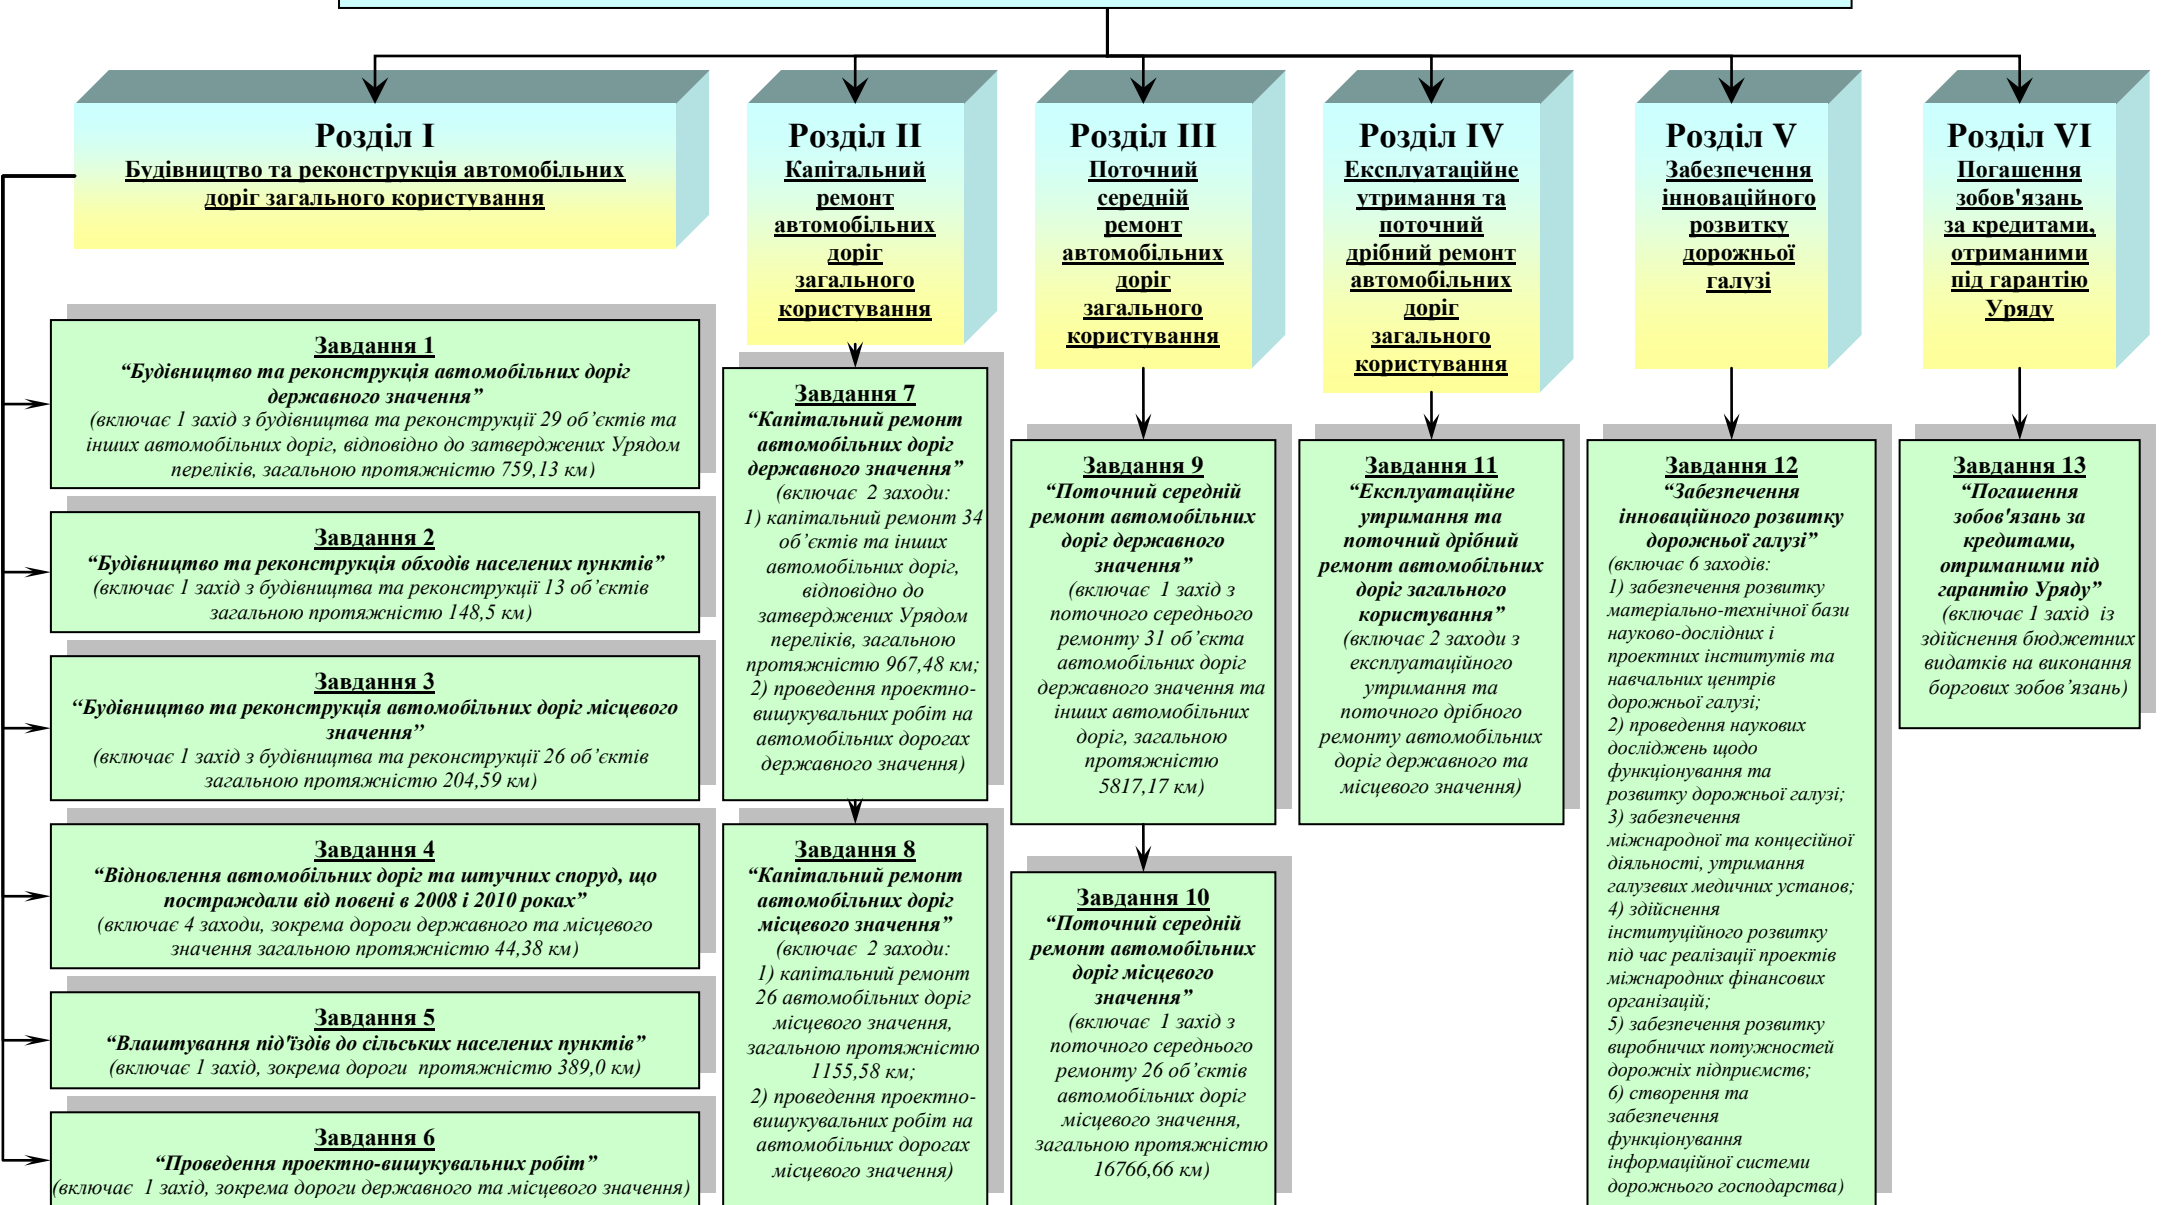 Розділ I
Будівництво та реконструкція автомобільних
доріг загального користування
Розділ II
Капітальний
ремонт
автомобільних
доріг
загального
користування
Розділ III
Поточний
середній
ремонт
автомобільних
доріг
загального
користування
Розділ IV
Експлуатаційне
утримання та
поточний
дрібний ремонт
автомобільних
доріг
загального
користування
Розділ V
Забезпечення
інноваційного
розвитку
дорожньої
галузі
Розділ VI
Погашення
зобов'язань
за кредитами,
отриманими
під гарантію
Уряду
Завдання 1
“Будівництво та реконструкція автомобільних доріг
державного значення”
(включає 1 захід з будівництва та реконструкції 29 об’єктів та
інших автомобільних доріг, відповідно до затверджених Урядом
переліків, загальною протяжністю 759,13 км)
Завдання 2
“Будівництво та реконструкція обходів населених пунктів”
(включає 1 захід з будівництва та реконструкції 13 об’єктів
загальною протяжністю 148,5 км)
Завдання 3
“Будівництво та реконструкція автомобільних доріг місцевого
значення”
(включає 1 захід з будівництва та реконструкції 26 об’єктів
загальною протяжністю 204,59 км)
Завдання 4
“Відновлення автомобільних доріг та штучних споруд, що
постраждали від повені в 2008 і 2010 роках”
(включає 4 заходи, зокрема дороги державного та місцевого
значення загальною протяжністю 44,38 км)
Завдання 5
“Влаштування під'їздів до сільських населених пунктів”
(включає 1 захід, зокрема дороги протяжністю 389,0 км)
Завдання 6
“Проведення проектно-вишукувальних робіт”
(включає 1 захід, зокрема дороги державного та місцевого значення)
Завдання 7
“Капітальний ремонт
автомобільних доріг
державного значення”
(включає 2 заходи:
1) капітальний ремонт 34
об’єктів та інших
автомобільних доріг,
відповідно до
затверджених Урядом
переліків, загальною
протяжністю 967,48 км;
2) проведення проектно-
вишукувальних робіт на
автомобільних дорогах
державного значення)
Завдання 8
“Капітальний ремонт
автомобільних доріг
місцевого значення”
(включає 2 заходи:
1) капітальний ремонт
26 автомобільних доріг
місцевого значення,
загальною протяжністю
1155,58 км;
2) проведення проектно-
вишукувальних робіт на
автомобільних дорогах
місцевого значення)
Завдання 9
“Поточний середній
ремонт автомобільних
доріг державного
значення”
(включає 1 захід з
поточного середнього
ремонту 31 об’єкта
автомобільних доріг
державного значення та
інших автомобільних
доріг, загальною
протяжністю
5817,17 км)
Завдання 10
“Поточний середній
ремонт автомобільних
доріг місцевого
значення”
(включає 1 захід з
поточного середнього
ремонту 26 об’єктів
автомобільних доріг
місцевого значення,
загальною протяжністю
16766,66 км)
Завдання 11
“Експлуатаційне
утримання та
поточний дрібний
ремонт автомобільних
доріг загального
користування”
(включає 2 заходи з
експлуатаційного
утримання та
поточного дрібного
ремонту автомобільних
доріг державного та
місцевого значення)
Завдання 12
“Забезпечення
інноваційного розвитку
дорожньої галузі”
(включає 6 заходів:
1) забезпечення розвитку
матеріально-технічної бази
науково-дослідних і
проектних інститутів та
навчальних центрів
дорожньої галузі;
2) проведення наукових
досліджень щодо
функціонування та
розвитку дорожньої галузі;
3) забезпечення
міжнародної та концесійної
діяльності, утримання
галузевих медичних установ;
4) здійснення
інституційного розвитку
під час реалізації проектів
міжнародних фінансових
організацій;
5) забезпечення розвитку
виробничих потужностей
дорожніх підприємств;
6) створення та
забезпечення
функціонування
інформаційної системи
дорожнього господарства)
Завдання 13
“Погашення
зобов'язань за
кредитами,
отриманими під
гарантію Уряду”
(включає 1 захід із
здійснення бюджетних
видатків на виконання
боргових зобов’язань)